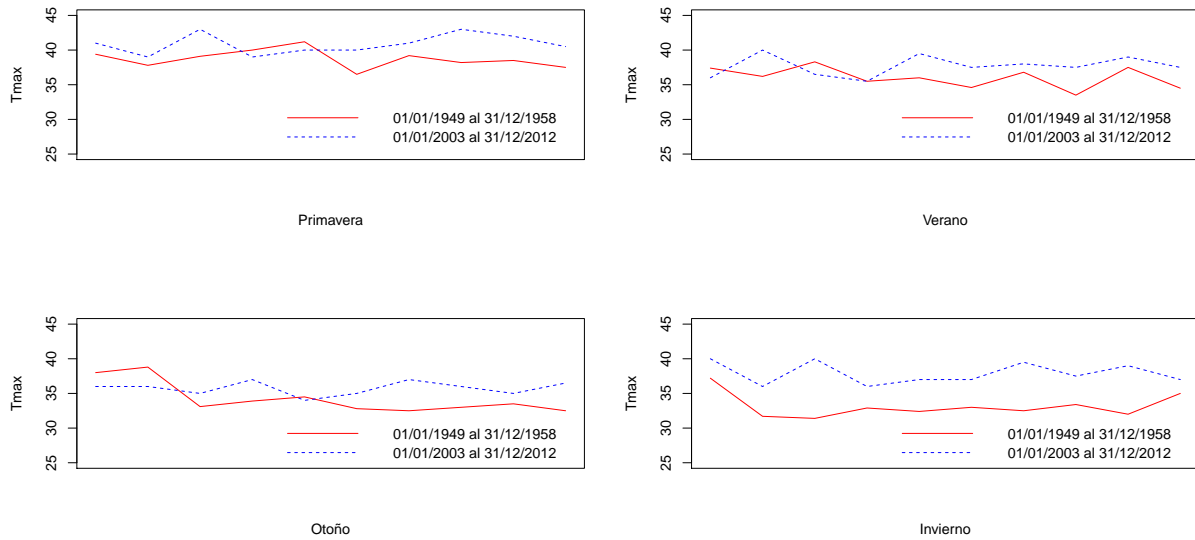 45
40
35
30
25
Tmax
01/01/1949 al 31/12/1958
01/01/2003 al 31/12/2012
Primavera
45
40
35
30
25
Tmax
01/01/1949 al 31/12/1958
01/01/2003 al 31/12/2012
Verano
45
40
35
30
25
Tmax
01/01/1949 al 31/12/1958
01/01/2003 al 31/12/2012
Otoño
45
40
35
30
25
Tmax
01/01/1949 al 31/12/1958
01/01/2003 al 31/12/2012
Invierno